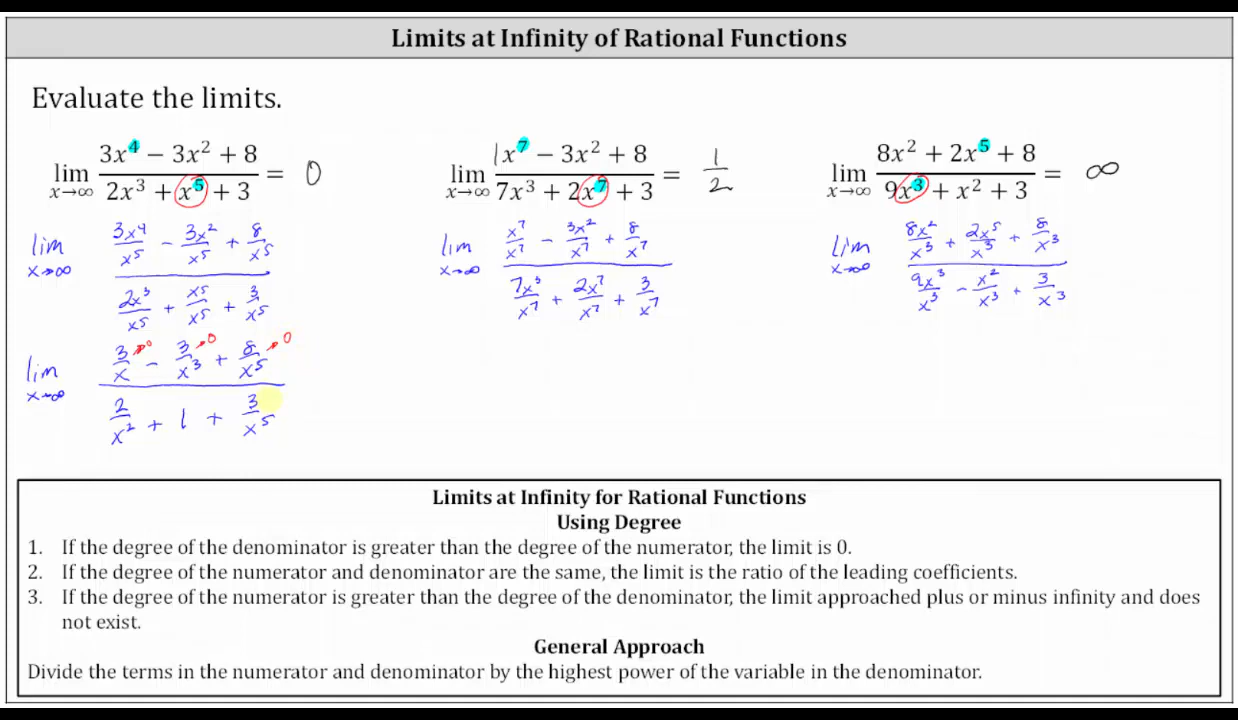 Limits at Infinity of Rational Functions
Evaluate the limits.
lim x→∞ (3x⁴ − 3x² + 8)/(2x³ + x⁵ + 3) = 0
lim x→∞ (1x⁷ − 3x² + 8)/(7x³ + 2x⁷ + 3) = 1/2
lim x→∞ (8x² + 2x⁵ + 8)/(9x³ + x² + 3) = ∞
lim x→∞ (3x⁴/x⁵ − 3x²/x⁵ + 8/x⁵)/(2x³/x⁵ + x⁵/x⁵ + 3/x⁵)
lim x→∞ (x⁷/x⁷ − 3x²/x⁷ + 8/x⁷)/(7x³/x⁷ + 2x⁷/x⁷ + 3/x⁷)
lim x→∞ (8x²/x³ + 2x⁵/x³ + 8/x³)/(9x³/x³ − x²/x³ + 3/x³)
lim x→∞ (3/x →0 − 3/x³ →0 + 8/x⁵ →0)/(2/x² + 1 + 3/x⁵)
Limits at Infinity for Rational Functions
Using Degree
1. If the degree of the denominator is greater than the degree of the numerator, the limit is 0.
2. If the degree of the numerator and denominator are the same, the limit is the ratio of the leading coefficients.
3. If the degree of the numerator is greater than the degree of the denominator, the limit approached plus or minus infinity and does
not exist.
General Approach
Divide the terms in the numerator and denominator by the highest power of the variable in the denominator.